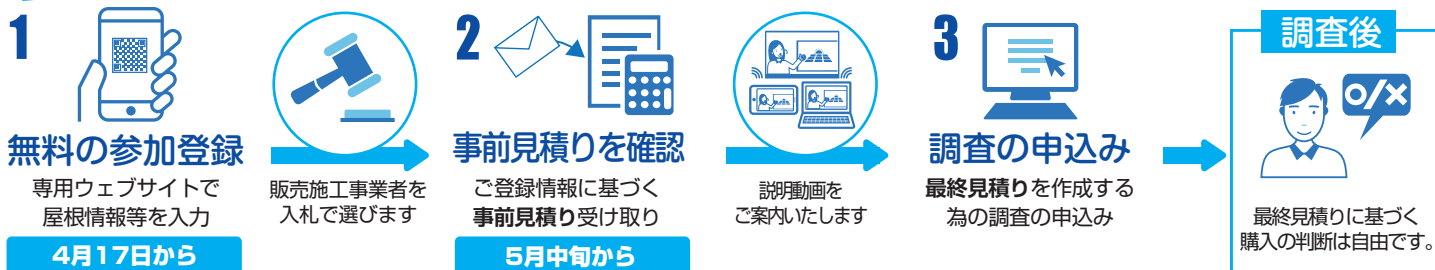 1
無料の参加登録
専用ウェブサイトで
屋根情報等を入力
4月17日から
販売施工事業者を
入札で選びます
2
事前見積りを確認
ご登録情報に基づく
事前見積り受け取り
5月中旬から
説明動画を
ご案内いたします
3
調査の申込み
最終見積りを作成する
為の調査の申込み
調査後
o/×
最終見積りに基づく
購入の判断は自由です。